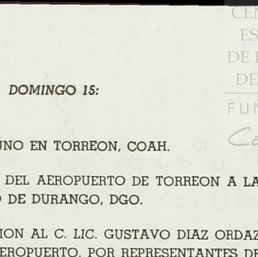 CEN
ES
DE
DE
FUN
DOMINGO 15:
UNO EN TORREON, COAH.
DEL AEROPUERTO DE TORREON A LA
DE DURANGO, DGO.
ION AL C. LIC. GUSTAVO DIAZ ORDAZ
EROPUERTO, POR REPRESENTANTES DE